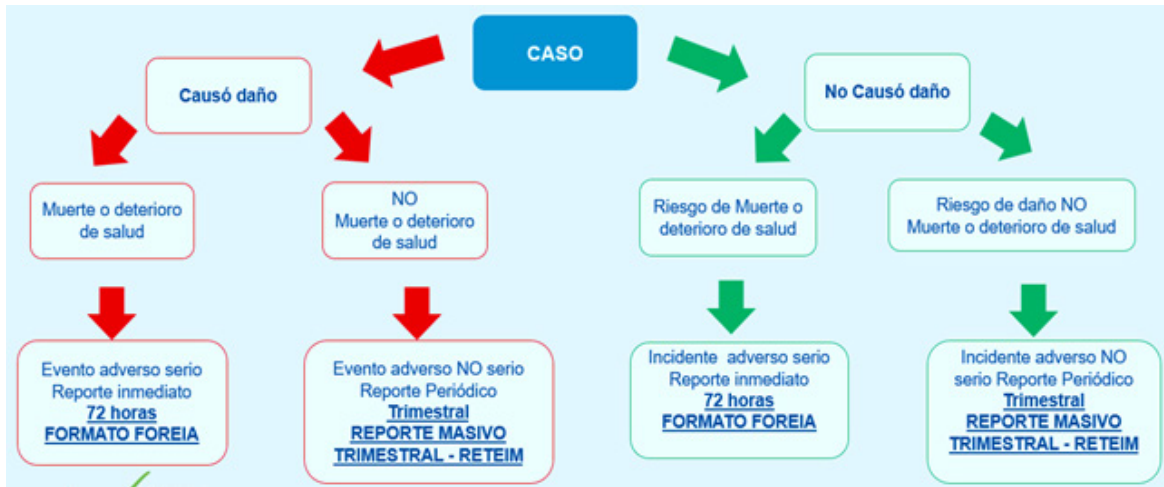 CASO
Causó daño
No Causó daño
Muerte o deterioro
de salud
NO
Muerte o deterioro
de salud
Riesgo de Muerte o
deterioro de salud
Riesgo de daño NO
Muerte o deterioro de salud
Evento adverso serio
Reporte inmediato
72 horas
FORMATO FOREIA
Evento adverso NO serio
Reporte Periódico
Trimestral
REPORTE MASIVO
TRIMESTRAL - RETEIM
Incidente adverso serio
Reporte inmediato
72 horas
FORMATO FOREIA
Incidente adverso NO
serio Reporte Periódico
Trimestral
REPORTE MASIVO
TRIMESTRAL - RETEIM